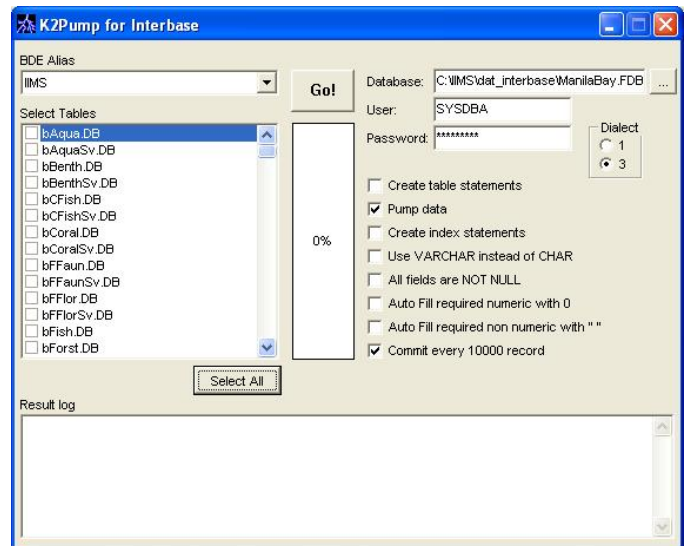 K2Pump for Interbase
BDE Alias
IIMS
Go!
Database:
C:\IIMS\dat_interbase\ManilaBay.FDB
...
User:
SYSDBA
Password:
*********
Dialect
1
3
Select Tables
bAqua.DB
bAquaSv.DB
bBenth.DB
bBenthSv.DB
bCFish.DB
bCFishSv.DB
bCoral.DB
bCoralSv.DB
bFFaun.DB
bFFaunSv.DB
bFFlor.DB
bFFlorSv.DB
bFish.DB
bForst.DB
0%
Create table statements
Pump data
Create index statements
Use VARCHAR instead of CHAR
All fields are NOT NULL
Auto Fill required numeric with 0
Auto Fill required non numeric with " "
Commit every 10000 record
Select All
Result log